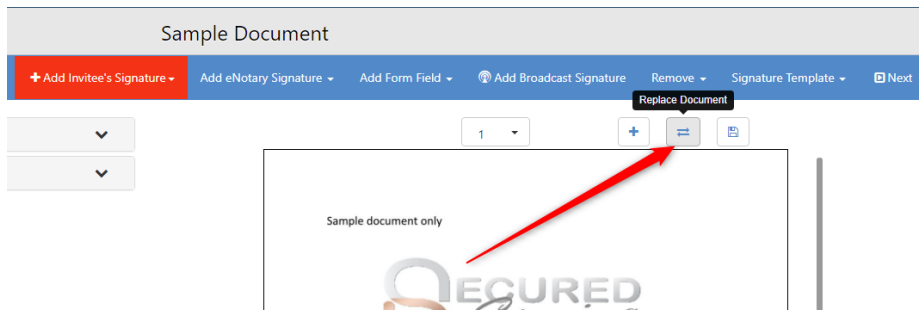 Sample Document
Add Invitee's Signature
Add eNotary Signature
Add Form Field
Add Broadcast Signature
Remove
Signature Template
Next
Replace Document
1
Sample document only
SECURED